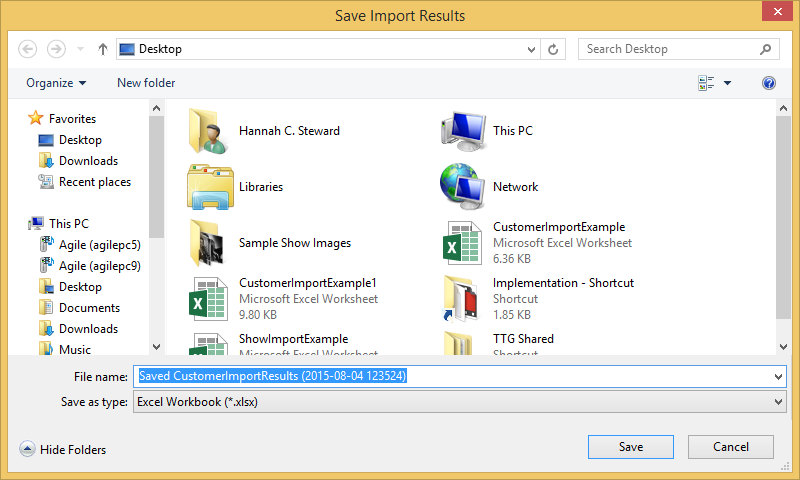 Save Import Results
Desktop
Search Desktop
Organize
New folder
Favorites
Desktop
Downloads
Recent places
This PC
Agile (agilepc5)
Agile (agilepc9)
Desktop
Documents
Downloads
Music
Hannah C. Steward
This PC
Libraries
Network
Sample Show Images
CustomerImportExample
Microsoft Excel Worksheet
6.36 KB
CustomerImportExample1
Microsoft Excel Worksheet
9.80 KB
Implementation - Shortcut
Shortcut
1.85 KB
ShowImportExample
Microsoft Excel Worksheet
TTG Shared
Shortcut
File name: Saved CustomerImportResults (2015-08-04 123524)
Save as type: Excel Workbook (*.xlsx)
Hide Folders
Save
Cancel